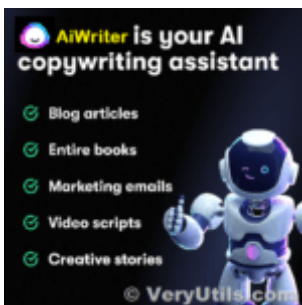 AiWriter is your AI
copywriting assistant
Blog articles
Entire books
Marketing emails
Video scripts
Creative stories
© VeryUtils.com